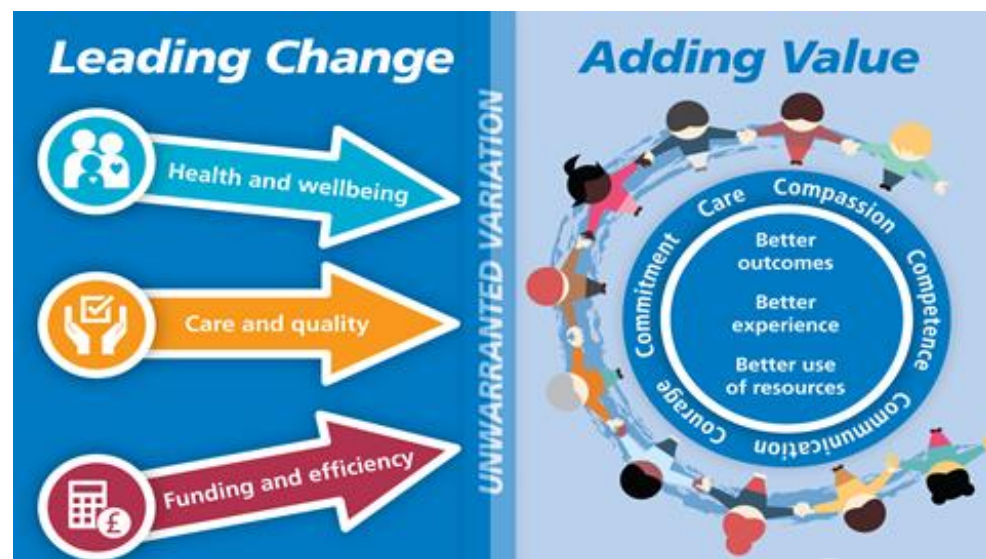 Leading Change
Health and wellbeing
Care and quality
Funding and efficiency
£
UNWARRANTED VARIATION
Adding Value
Care
Compassion
Competence
Communication
Courage
Commitment
Better
outcomes
Better
experience
Better use
of resources